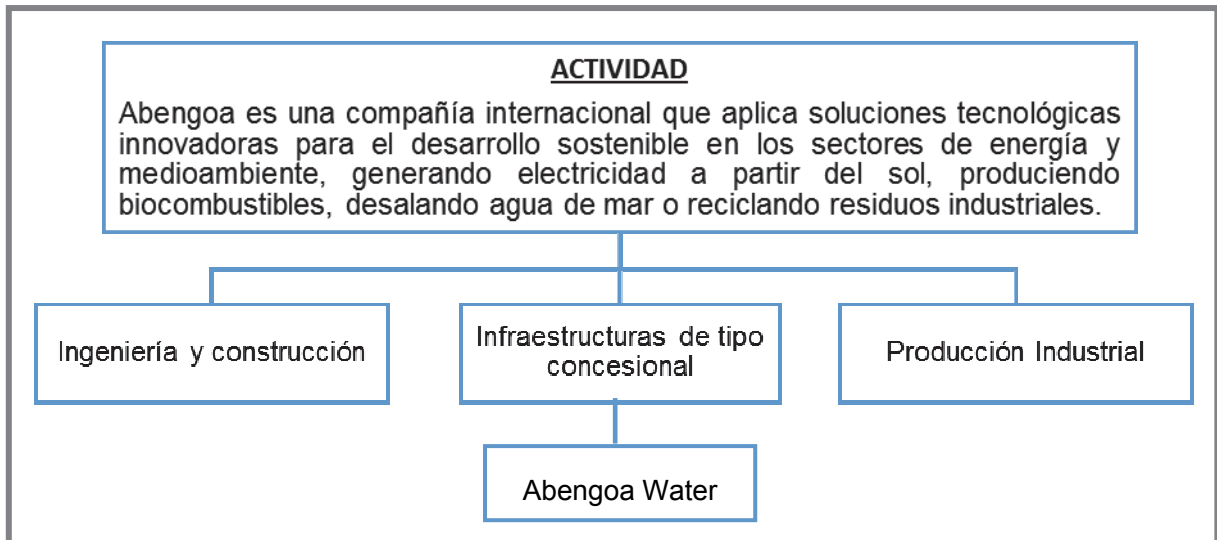 ACTIVIDAD
Abengoa es una compañía internacional que aplica soluciones tecnológicas
innovadoras para el desarrollo sostenible en los sectores de energía y
medioambiente, generando electricidad a partir del sol, produciendo
biocombustibles, desalando agua de mar o reciclando residuos industriales.
Ingeniería y construcción
Infraestructuras de tipo
concesional
Producción Industrial
Abengoa Water